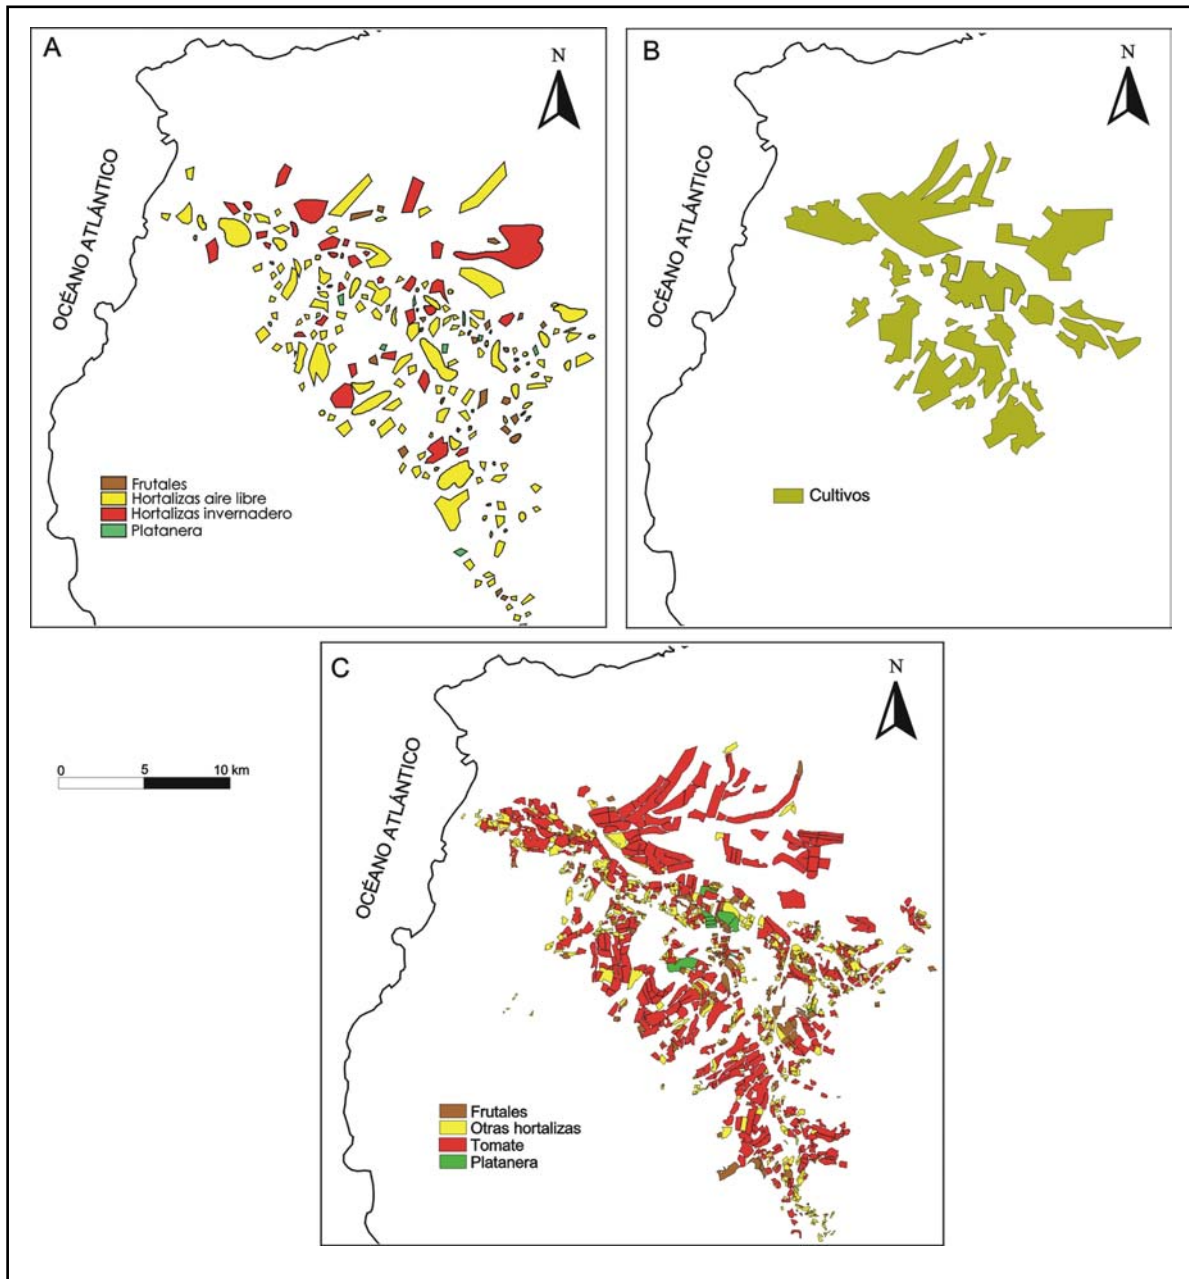 A
N
OCÉANO ATLÁNTICO
Frutales
Hortalizas aire libre
Hortalizas invernadero
Platanera
B
N
OCÉANO ATLÁNTICO
Cultivos
C
N
OCÉANO ATLÁNTICO
0 5 10 km
Frutales
Otras hortalizas
Tomate
Platanera